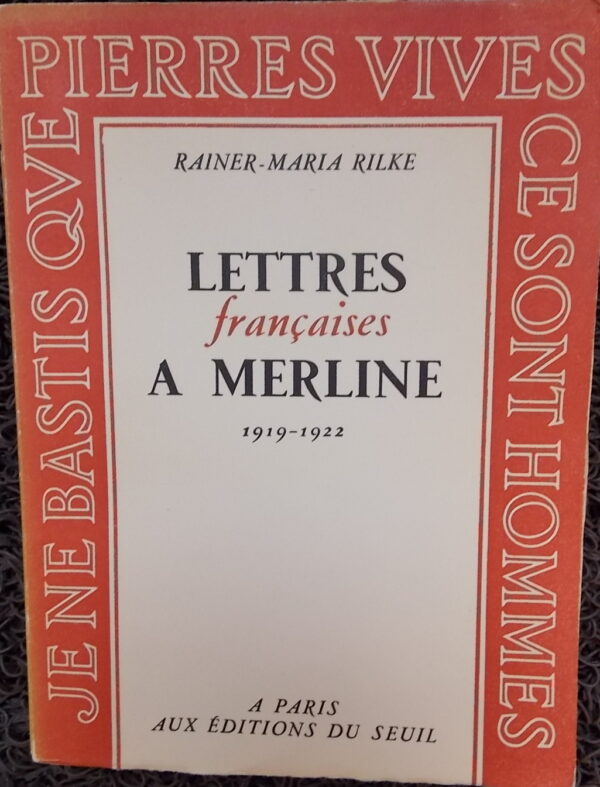 JE NE BASTIS QVE
PIERRES VIVES
CE SONT HOMMES
RAINER-MARIA RILKE
LETTRES
françaises
A MERLINE
1919-1922
A PARIS
AUX ÉDITIONS DU SEUIL